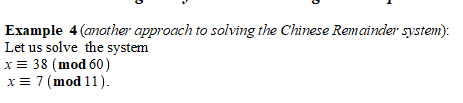 Example 4 (another approach to solving the Chinese Remainder system):
Let us solve the system
x ≡ 38 (mod 60)
x ≡ 7 (mod 11).